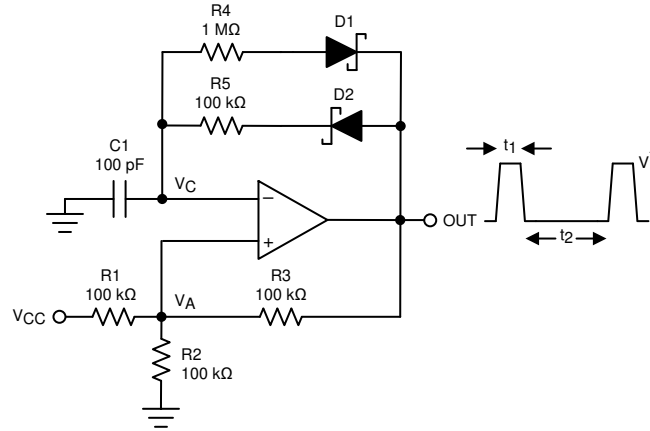 R4
1 MΩ
D1
R5
100 kΩ
D2
C1
100 pF
VC
t1
V
−
+
OUT
t2
R1
100 kΩ
R3
100 kΩ
VCC
VA
R2
100 kΩ